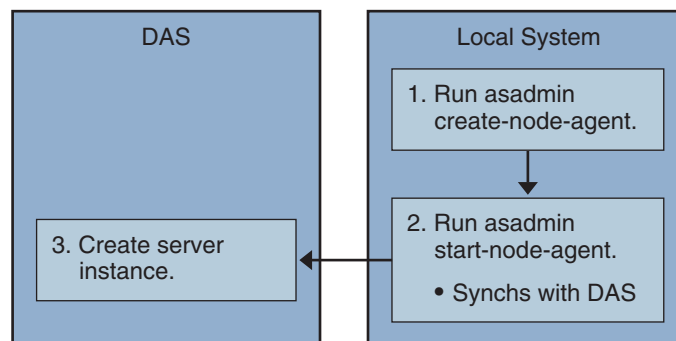 DAS
Local System
1. Run asadmin
create-node-agent.
2. Run asadmin
start-node-agent.
• Synchs with DAS
3. Create server
instance.